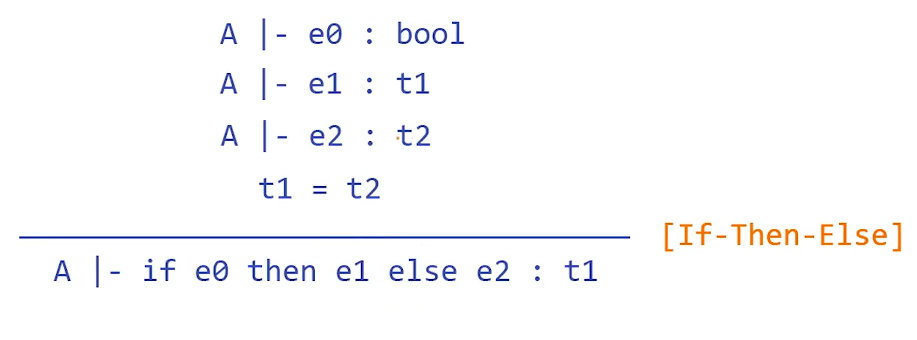 A |- e0 : bool
A |- e1 : t1
A |- e2 : t2
t1 = t2
[If-Then-Else]
A |- if e0 then e1 else e2 : t1